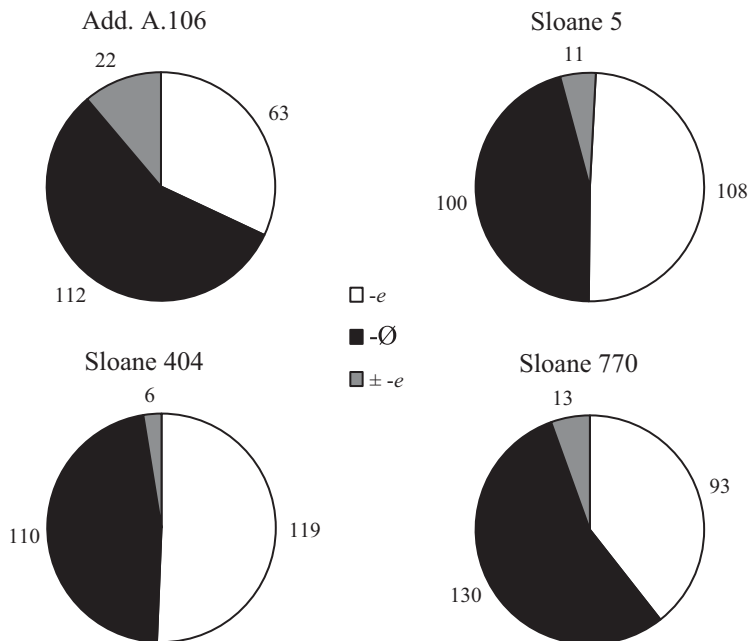 Add. A.106
22
63
112
Sloane 5
11
108
100
-e
-Ø
± -e
Sloane 404
6
119
110
Sloane 770
13
93
130